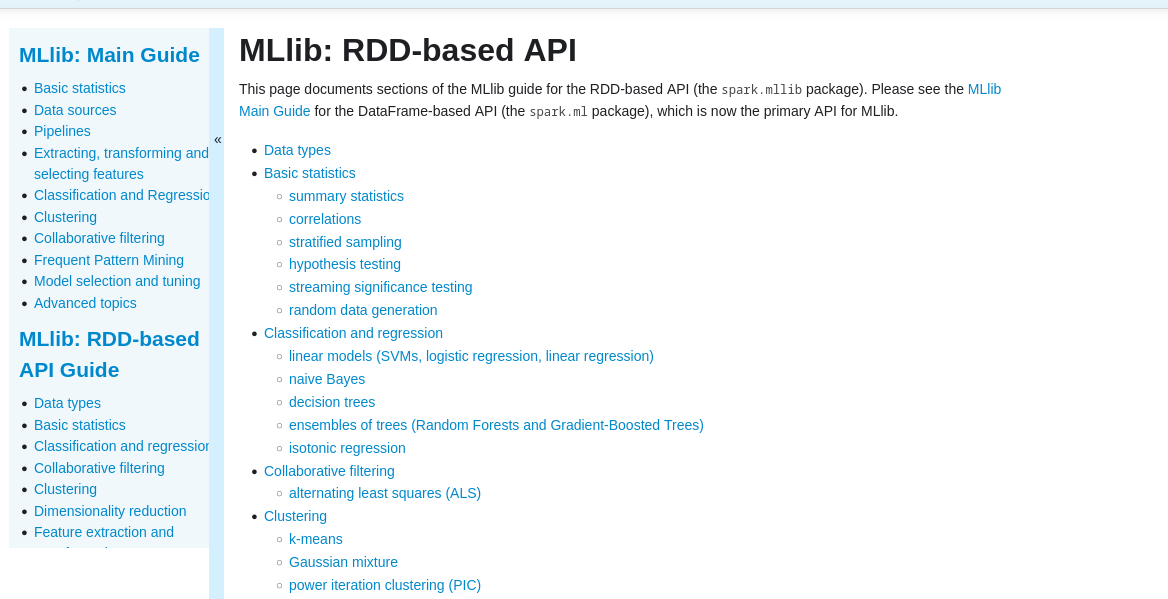 MLlib: Main Guide
Basic statistics
Data sources
Pipelines
Extracting, transforming and
selecting features
Classification and Regressio
Clustering
Collaborative filtering
Frequent Pattern Mining
Model selection and tuning
Advanced topics
MLlib: RDD-based
API Guide
Data types
Basic statistics
Classification and regression
Collaborative filtering
Clustering
Dimensionality reduction
Feature extraction and
«
MLlib: RDD-based API
This page documents sections of the MLlib guide for the RDD-based API (the spark.mllib package). Please see the MLlib
Main Guide for the DataFrame-based API (the spark.ml package), which is now the primary API for MLlib.
Data types
Basic statistics
summary statistics
correlations
stratified sampling
hypothesis testing
streaming significance testing
random data generation
Classification and regression
linear models (SVMs, logistic regression, linear regression)
naive Bayes
decision trees
ensembles of trees (Random Forests and Gradient-Boosted Trees)
isotonic regression
Collaborative filtering
alternating least squares (ALS)
Clustering
k-means
Gaussian mixture
power iteration clustering (PIC)